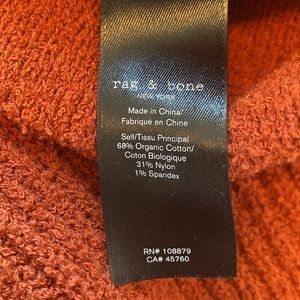 rag & bone
NEW YORK
Made in China/
Fabriqué en Chine
Self/Tissu Principal
68% Organic Cotton/
Coton Biologique
31% Nylon
1% Spandex
RN# 108879
CA# 45760